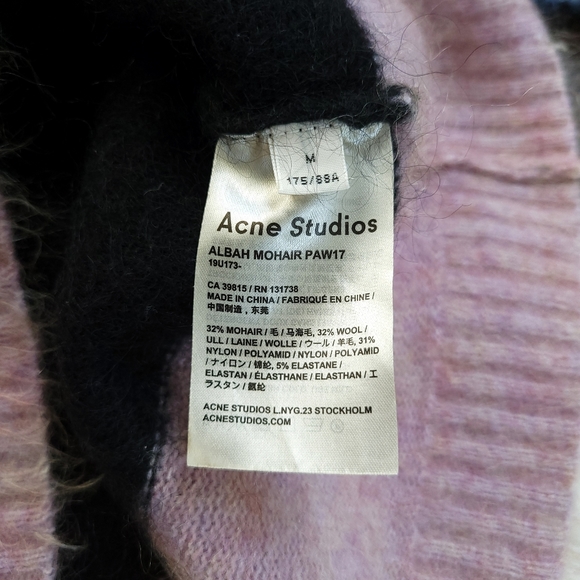 M
175/88A
Acne Studios
ALBAH MOHAIR PAW17
19U173-
CA 39815 / RN 131738
MADE IN CHINA / FABRIQUÉ EN CHINE /
中国制造，东莞
32% MOHAIR / 毛 / 马海毛, 32% WOOL /
ULL / LAINE / WOLLE / ウール / 羊毛, 31%
NYLON / POLYAMID / NYLON / POLYAMID
/ ナイロン / 锦纶, 5% ELASTANE /
ELASTAN / ÉLASTHANE / ELASTHAN / エ
ラスタン / 氨纶
ACNE STUDIOS L.NYG.23 STOCKHOLM
ACNESTUDIOS.COM